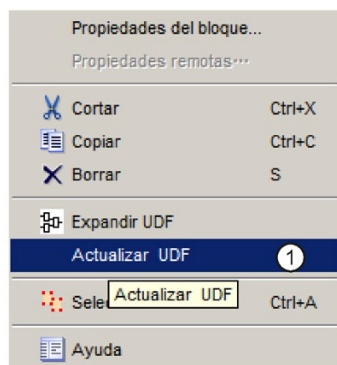 Propiedades del bloque...
Propiedades remotas...
Cortar Ctrl+X
Copiar Ctrl+C
Borrar S
Expandir UDF
Actualizar UDF 1
Actualizar UDF Ctrl+A
Ayuda